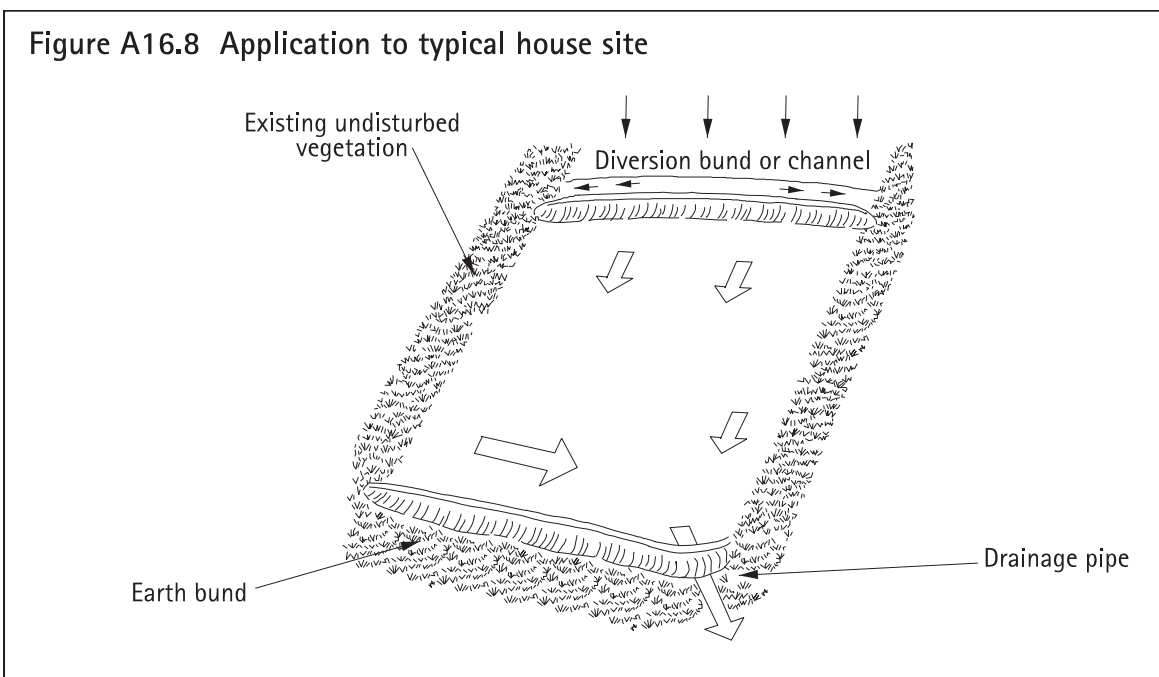 Figure A16.8 Application to typical house site
Existing undisturbed
vegetation
Diversion bund or channel
Drainage pipe
Earth bund